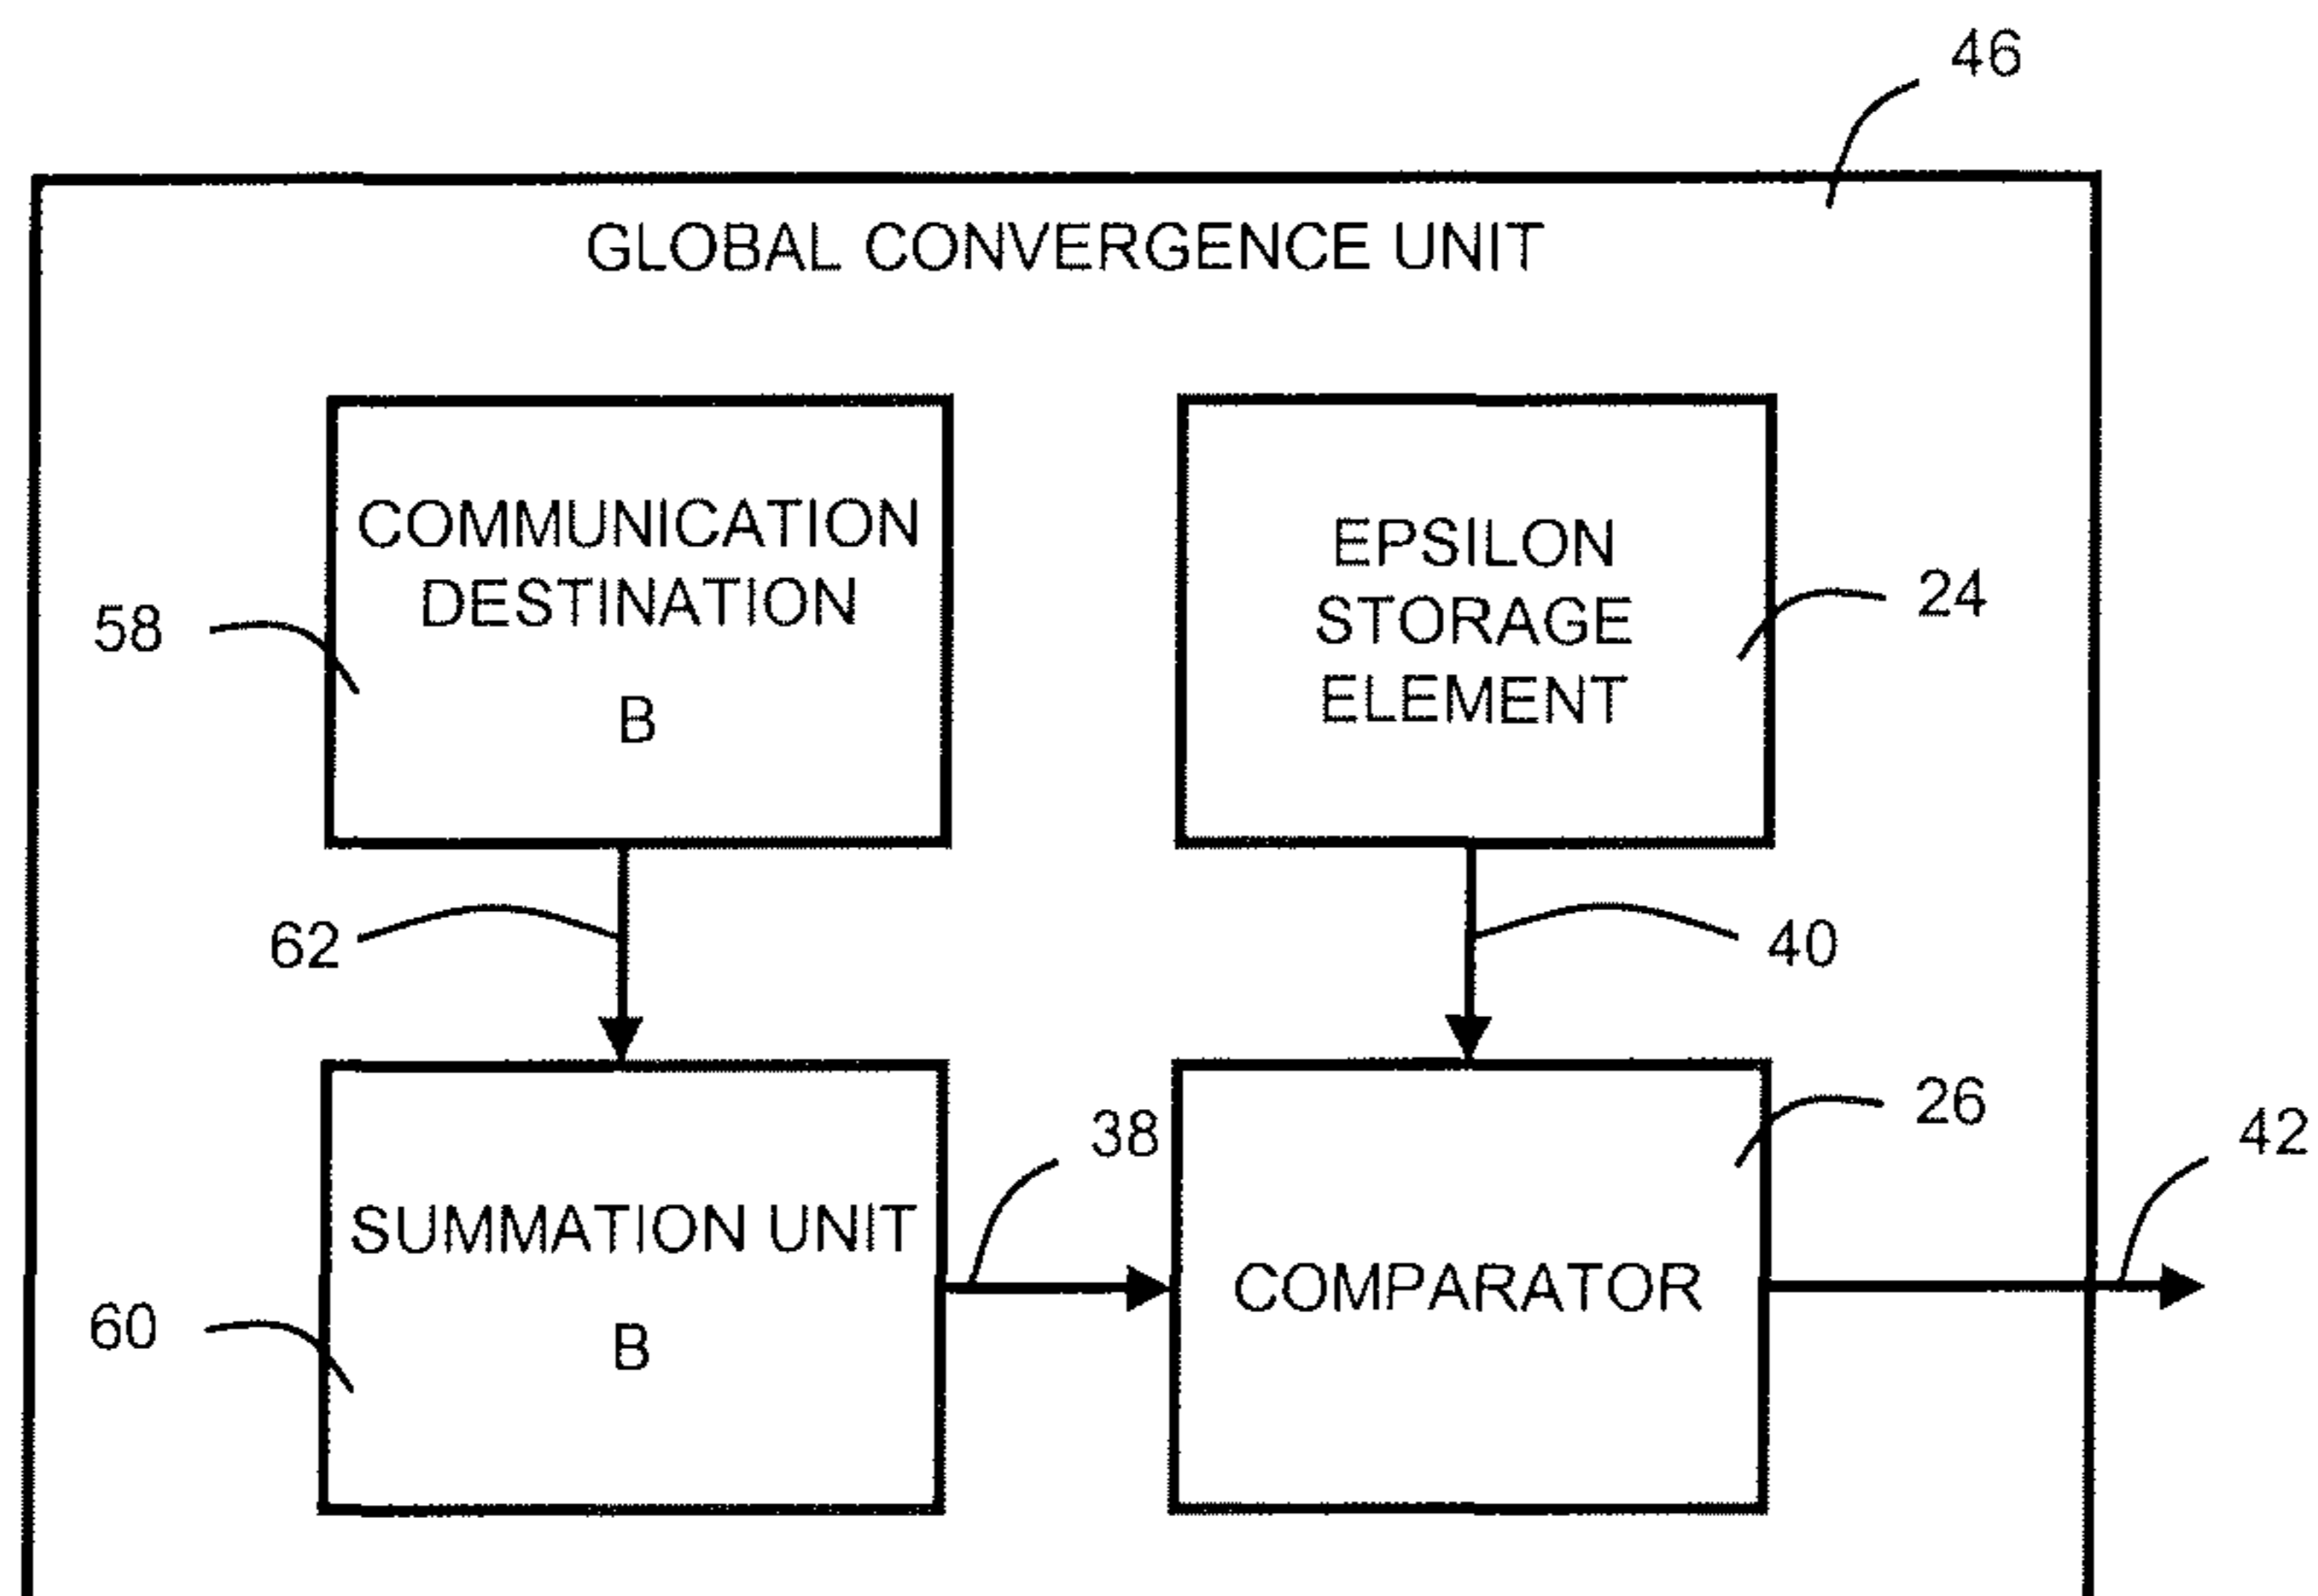 46
GLOBAL CONVERGENCE UNIT
COMMUNICATION
DESTINATION
B
58
EPSILON
STORAGE
ELEMENT
24
62
40
SUMMATION UNIT
B
60
38
COMPARATOR
26
42